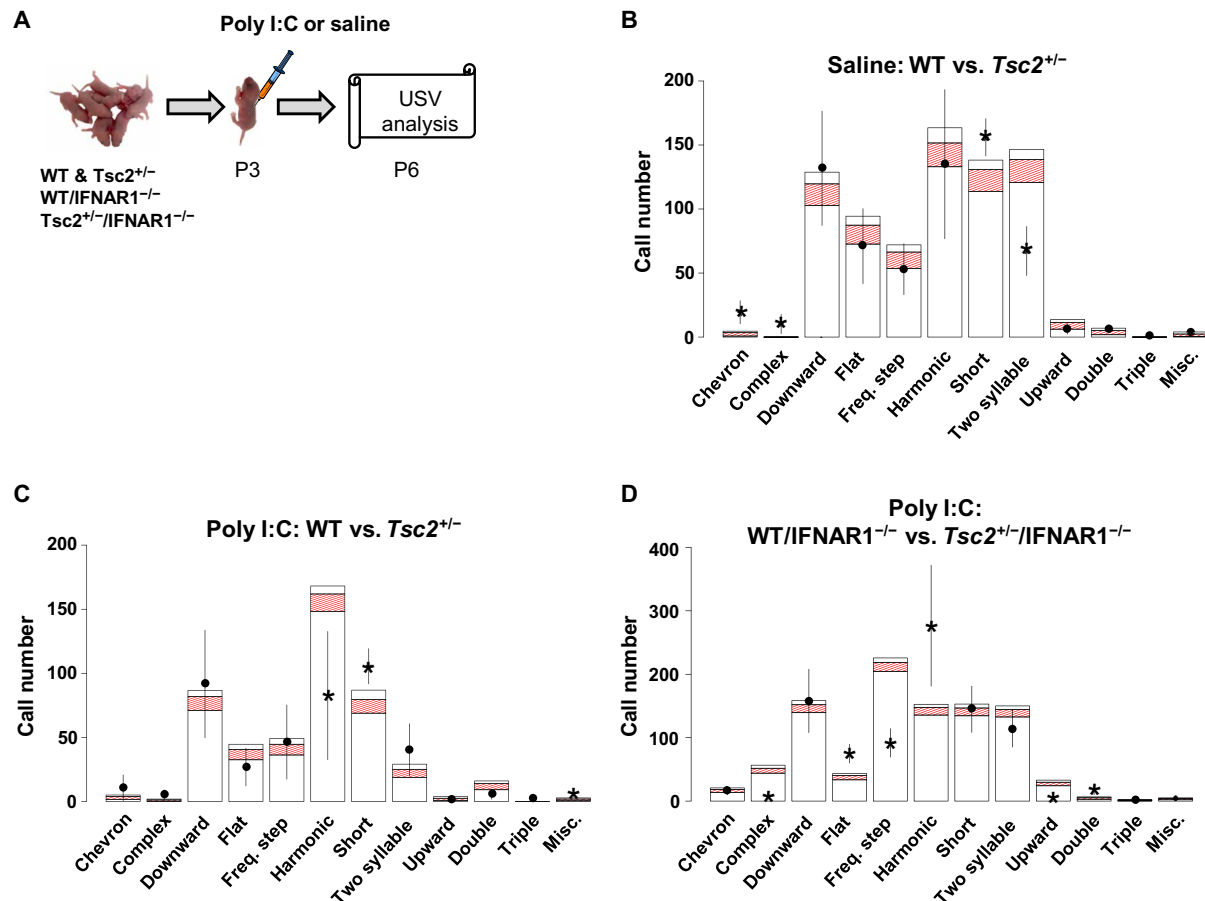 A
Poly I:C or saline
USV
analysis
P3
P6
WT & Tsc2+/−
WT/IFNAR1−/−
Tsc2+/−/IFNAR1−/−
B
Saline: WT vs. Tsc2+/−
Call number
200
150
100
50
0
*
*
*
*
Chevron
Complex
Downward
Flat
Freq. step
Harmonic
Short
Two syllable
Upward
Double
Triple
Misc.
C
Poly I:C: WT vs. Tsc2+/−
Call number
200
150
100
50
0
*
*
*
Chevron
Complex
Downward
Flat
Freq. step
Harmonic
Short
Two syllable
Upward
Double
Triple
Misc.
D
Poly I:C:
WT/IFNAR1−/− vs. Tsc2+/−/IFNAR1−/−
Call number
400
300
200
100
0
*
*
*
*
*
*
Chevron
Complex
Downward
Flat
Freq. step
Harmonic
Short
Two syllable
Upward
Double
Triple
Misc.